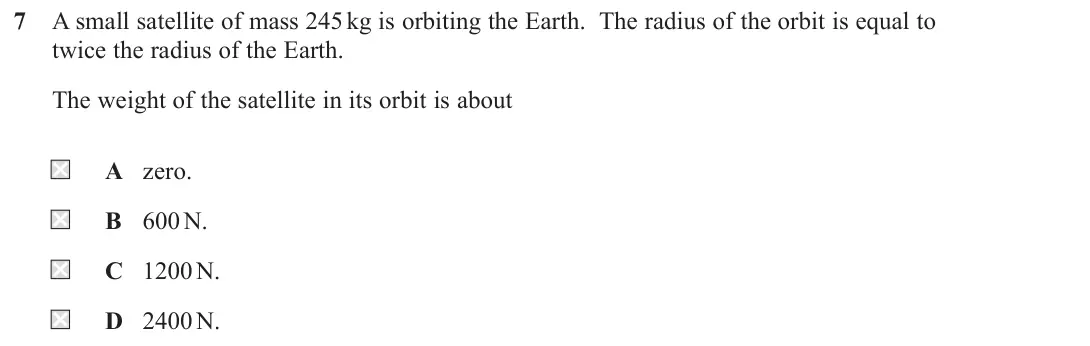 7 A small satellite of mass 245 kg is orbiting the Earth. The radius of the orbit is equal to
twice the radius of the Earth.
The weight of the satellite in its orbit is about
A zero.
B 600 N.
C 1200 N.
D 2400 N.